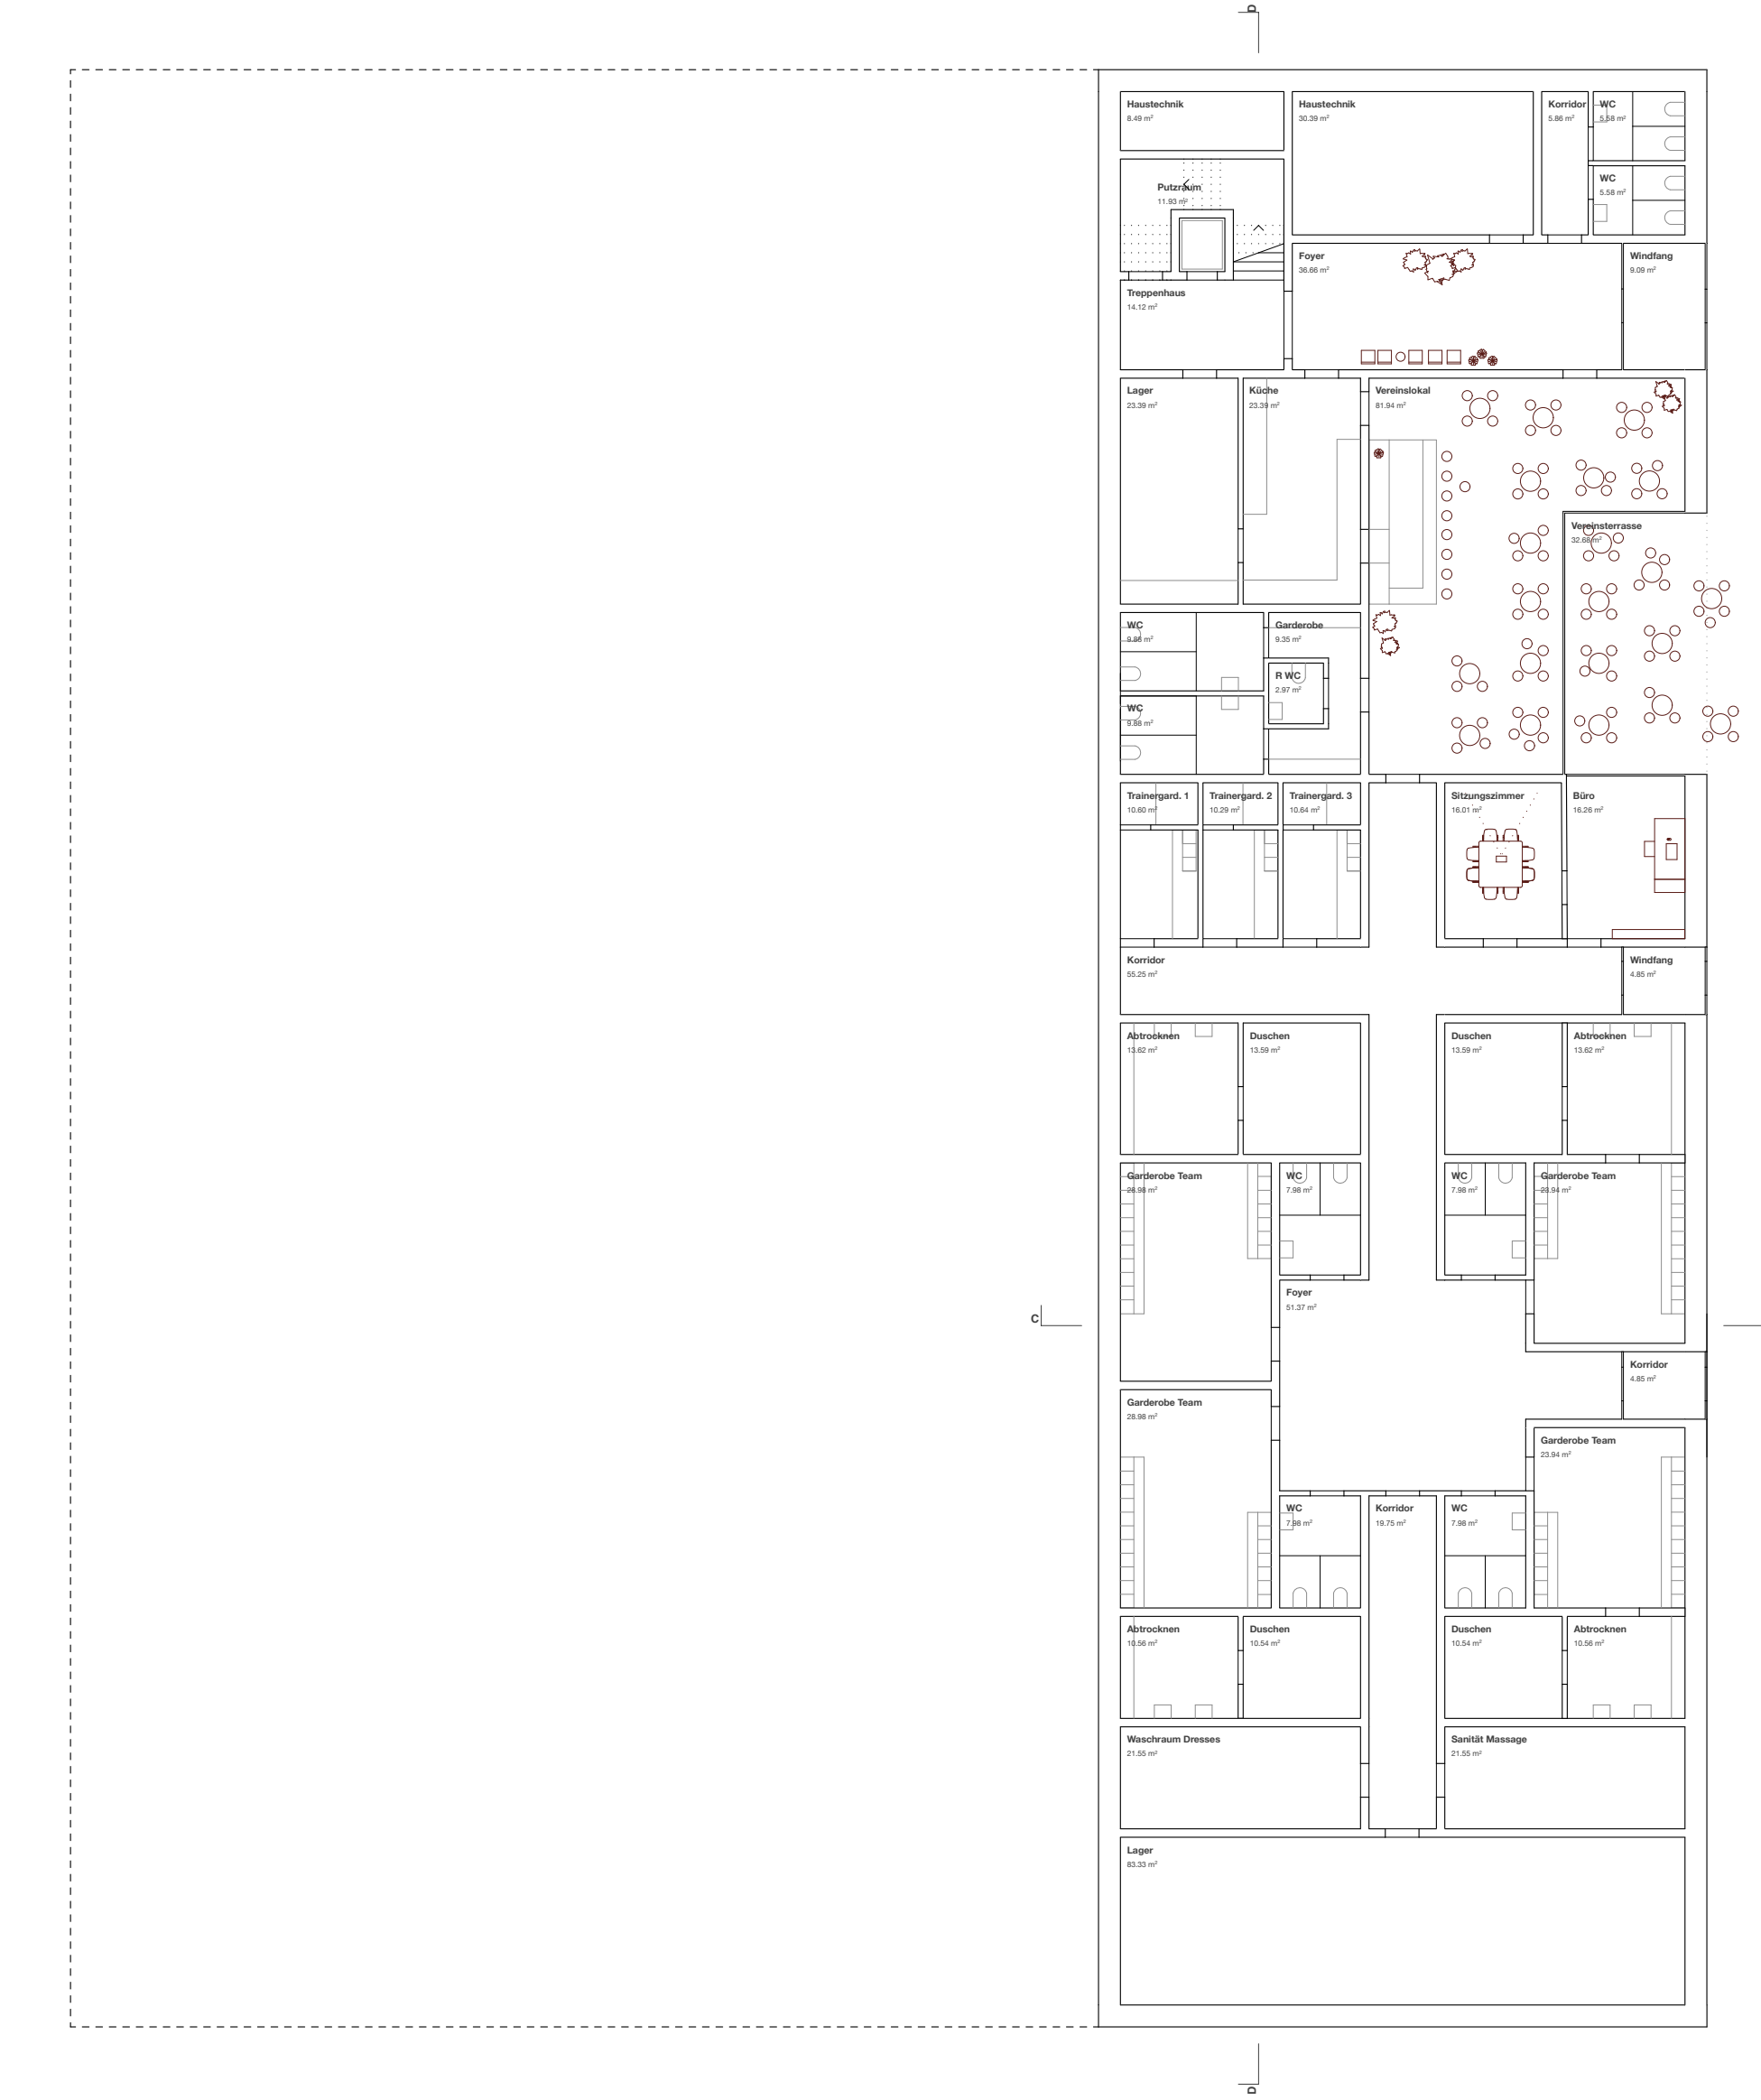 D
Haustechnik
8.49 m²
Haustechnik
30.39 m²
Korridor
5.86 m²
WC
5.58 m²
Putzraum
11.93 m²
WC
5.58 m²
Foyer
36.66 m²
Windfang
9.09 m²
Treppenhaus
14.12 m²
Lager
23.39 m²
Küche
23.39 m²
Vereinslokal
81.94 m²
Vereinsterrasse
32.68 m²
WC
9.88 m²
Garderobe
9.35 m²
R WC
2.97 m²
WC
9.88 m²
Trainergard. 1
10.60 m²
Trainergard. 2
10.29 m²
Trainergard. 3
10.64 m²
Sitzungszimmer
16.01 m²
Büro
16.26 m²
Korridor
55.25 m²
Windfang
4.85 m²
Abtrocknen
13.62 m²
Duschen
13.59 m²
Duschen
13.59 m²
Abtrocknen
13.62 m²
Garderobe Team
28.98 m²
WC
7.98 m²
WC
7.98 m²
Garderobe Team
23.94 m²
Foyer
51.37 m²
C
Korridor
4.85 m²
Garderobe Team
28.98 m²
Garderobe Team
23.94 m²
WC
7.98 m²
Korridor
19.75 m²
WC
7.98 m²
Abtrocknen
10.56 m²
Duschen
10.54 m²
Duschen
10.54 m²
Abtrocknen
10.56 m²
Waschraum Dresses
21.55 m²
Sanität Massage
21.55 m²
Lager
83.33 m²
D